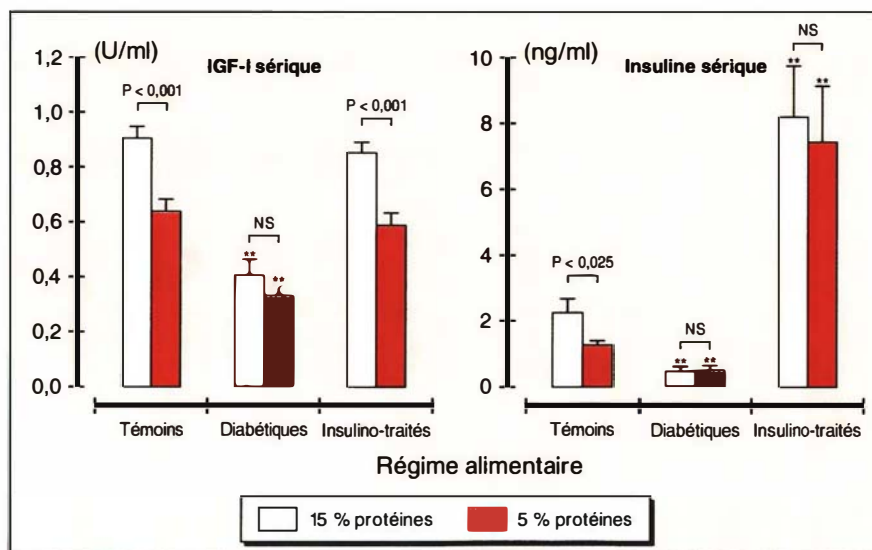 (U/ml)
IGF-I sérique
1,2
1,0
0,8
0,6
0,4
0,2
0,0
P < 0,001
NS
P < 0,001
**
**
Témoins
Diabétiques
Insulino-traités
(ng/ml)
Insuline sérique
10
8
6
4
2
0
P < 0,025
NS
NS
**
**
**
**
Témoins
Diabétiques
Insulino-traités
Régime alimentaire
15 % protéines
5 % protéines